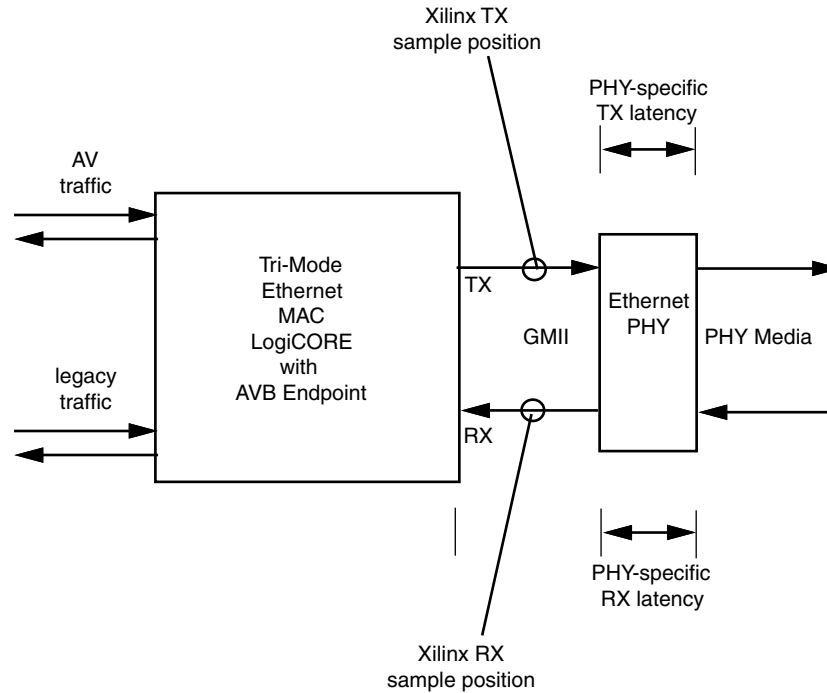 Xilinx TX
sample position
PHY-specific
TX latency
AV
traffic
Tri-Mode
Ethernet
MAC
LogiCORE
with
AVB Endpoint
TX
GMII
Ethernet
PHY
PHY Media
legacy
traffic
RX
PHY-specific
RX latency
Xilinx RX
sample position